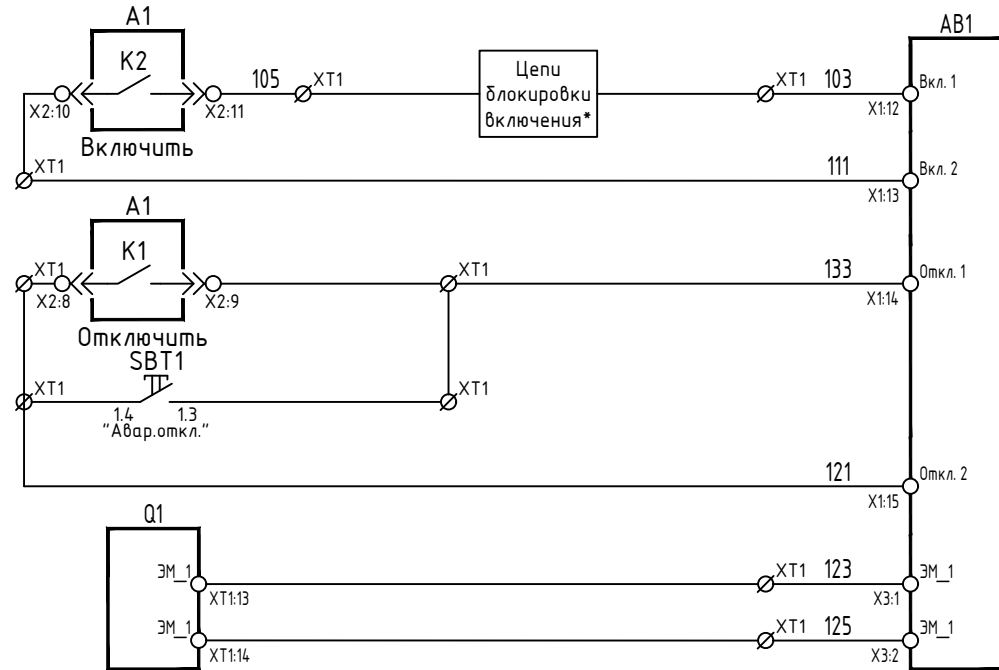 A1
AB1
K2
105
XT1
Цепи
блокировки
включения*
XT1
103
Вкл. 1
X2:10
X2:11
X1:12
Включить
XT1
111
Вкл. 2
X1:13
A1
K1
XT1
XT1
133
Откл. 1
X2:8
X2:9
X1:14
Отключить
SBT1
XT1
XT1
1.4
1.3
"Авар.откл."
121
Откл. 2
X1:15
Q1
ЭМ_1
XT1
123
ЭМ_1
XT1:13
X3:1
ЭМ_1
XT1
125
ЭМ_1
XT1:14
X3:2